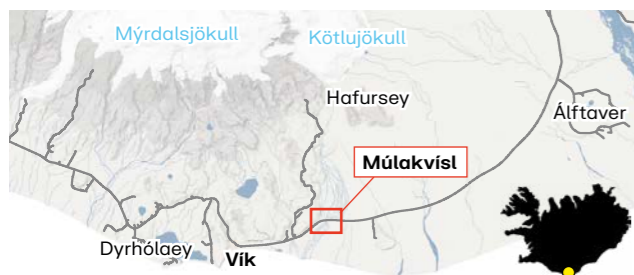 Mýrdalsjökull
Kötlujökull
Hafursey
Álftaver
Múlakvísl
Dyrhólaey
Vík